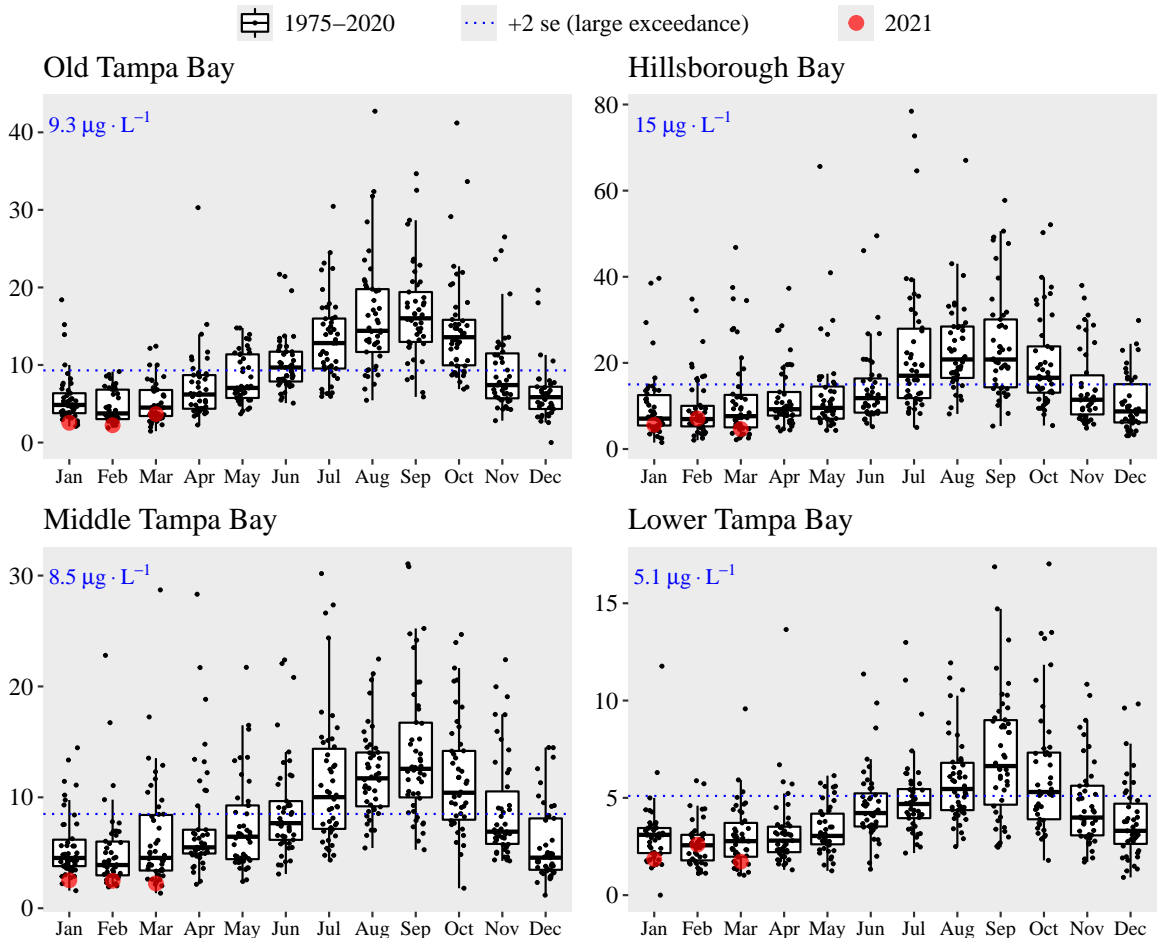 1975–2020 +2 se (large exceedance) 2021
Old Tampa Bay
9.3 μg · L⁻¹
40
30
20
10
0
Jan Feb Mar Apr May Jun Jul Aug Sep Oct Nov Dec
Hillsborough Bay
15 μg · L⁻¹
80
60
40
20
0
Jan Feb Mar Apr May Jun Jul Aug Sep Oct Nov Dec
Middle Tampa Bay
8.5 μg · L⁻¹
30
20
10
0
Jan Feb Mar Apr May Jun Jul Aug Sep Oct Nov Dec
Lower Tampa Bay
5.1 μg · L⁻¹
15
10
5
0
Jan Feb Mar Apr May Jun Jul Aug Sep Oct Nov Dec